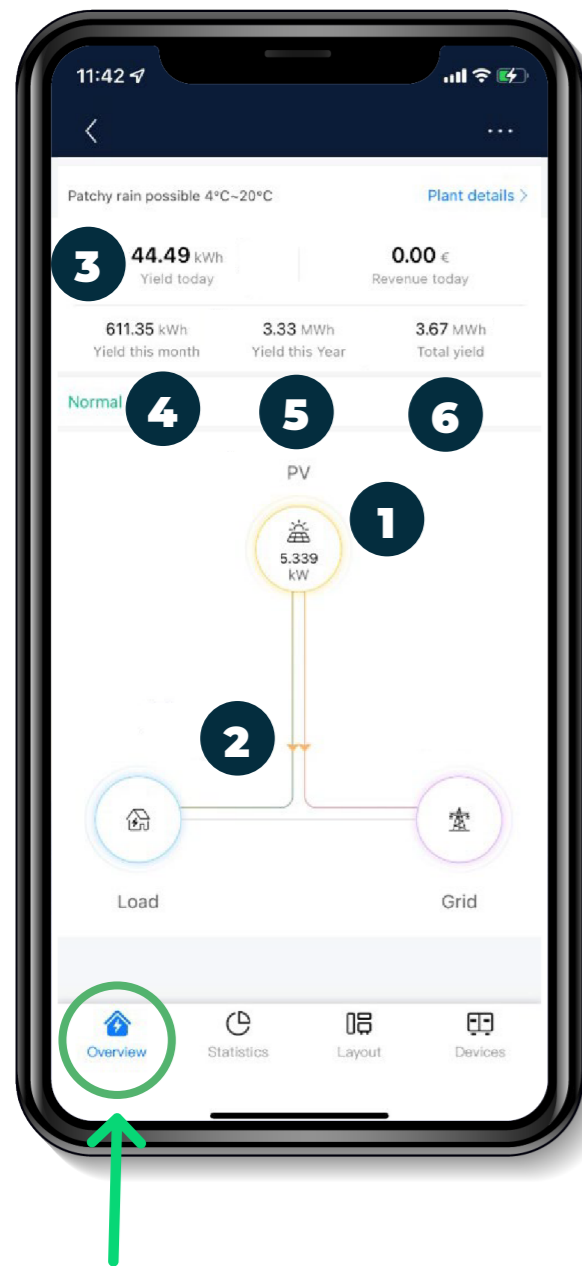 11:42
Patchy rain possible 4°C~20°C
Plant details >
3
44.49 kWh
Yield today
0.00 €
Revenue today
611.35 kWh
Yield this month
3.33 MWh
Yield this Year
3.67 MWh
Total yield
Normal
4
5
6
PV
1
5.339
kW
2
Load
Grid
Overview
Statistics
Layout
Devices